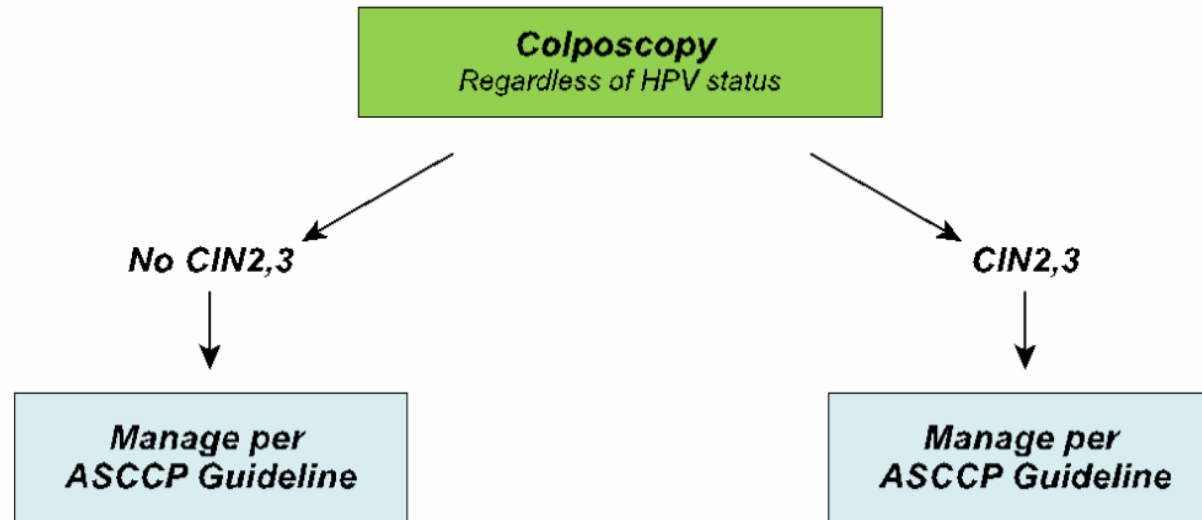 Colposcopy
Regardless of HPV status
No CIN2,3
CIN2,3
Manage per
ASCCP Guideline
Manage per
ASCCP Guideline